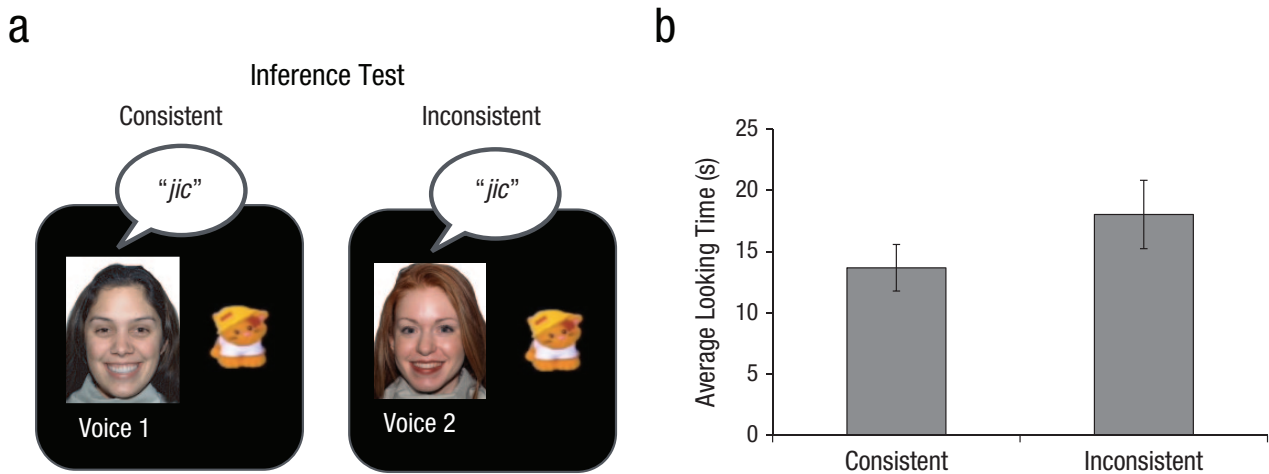 a
Inference Test
Consistent
Inconsistent
“jic”
“jic”
Voice 1
Voice 2
b
Average Looking Time (s)
25
20
15
10
5
0
Consistent
Inconsistent